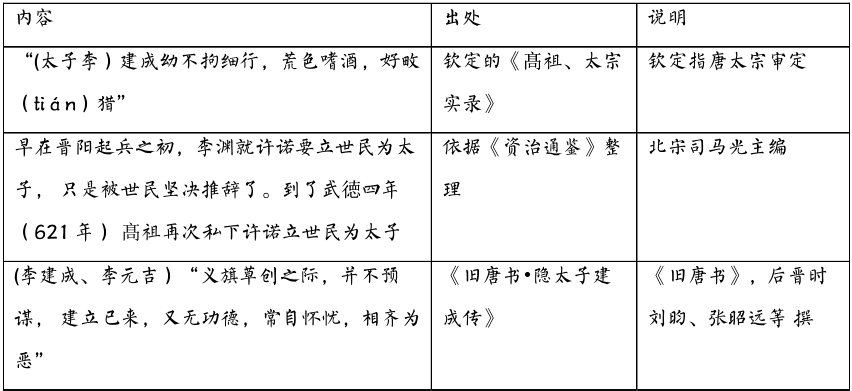 内容 出处 说明
“(太子李）建成幼不拘细行，荒色嗜酒，好畋 钦定的《髙祖、太宗 钦定指唐太宗审定
（tián）猎” 实录》
早在晋阳起兵之初，李渊就许诺要立世民为太 依据《资治通鉴》整 北宋司马光主编
子， 只是被世民坚决推辞了。到了武德四年 理
（621 年） 髙祖再次私下许诺立世民为太子
(李建成、李元吉）“义旗草创之际，并不预 《旧唐书•隐太子建 《旧唐书》，后晋时
谋， 建立已来，又无功德，常自怀忧，相齐为 成传》 刘昫、张昭远等 撰
恶”